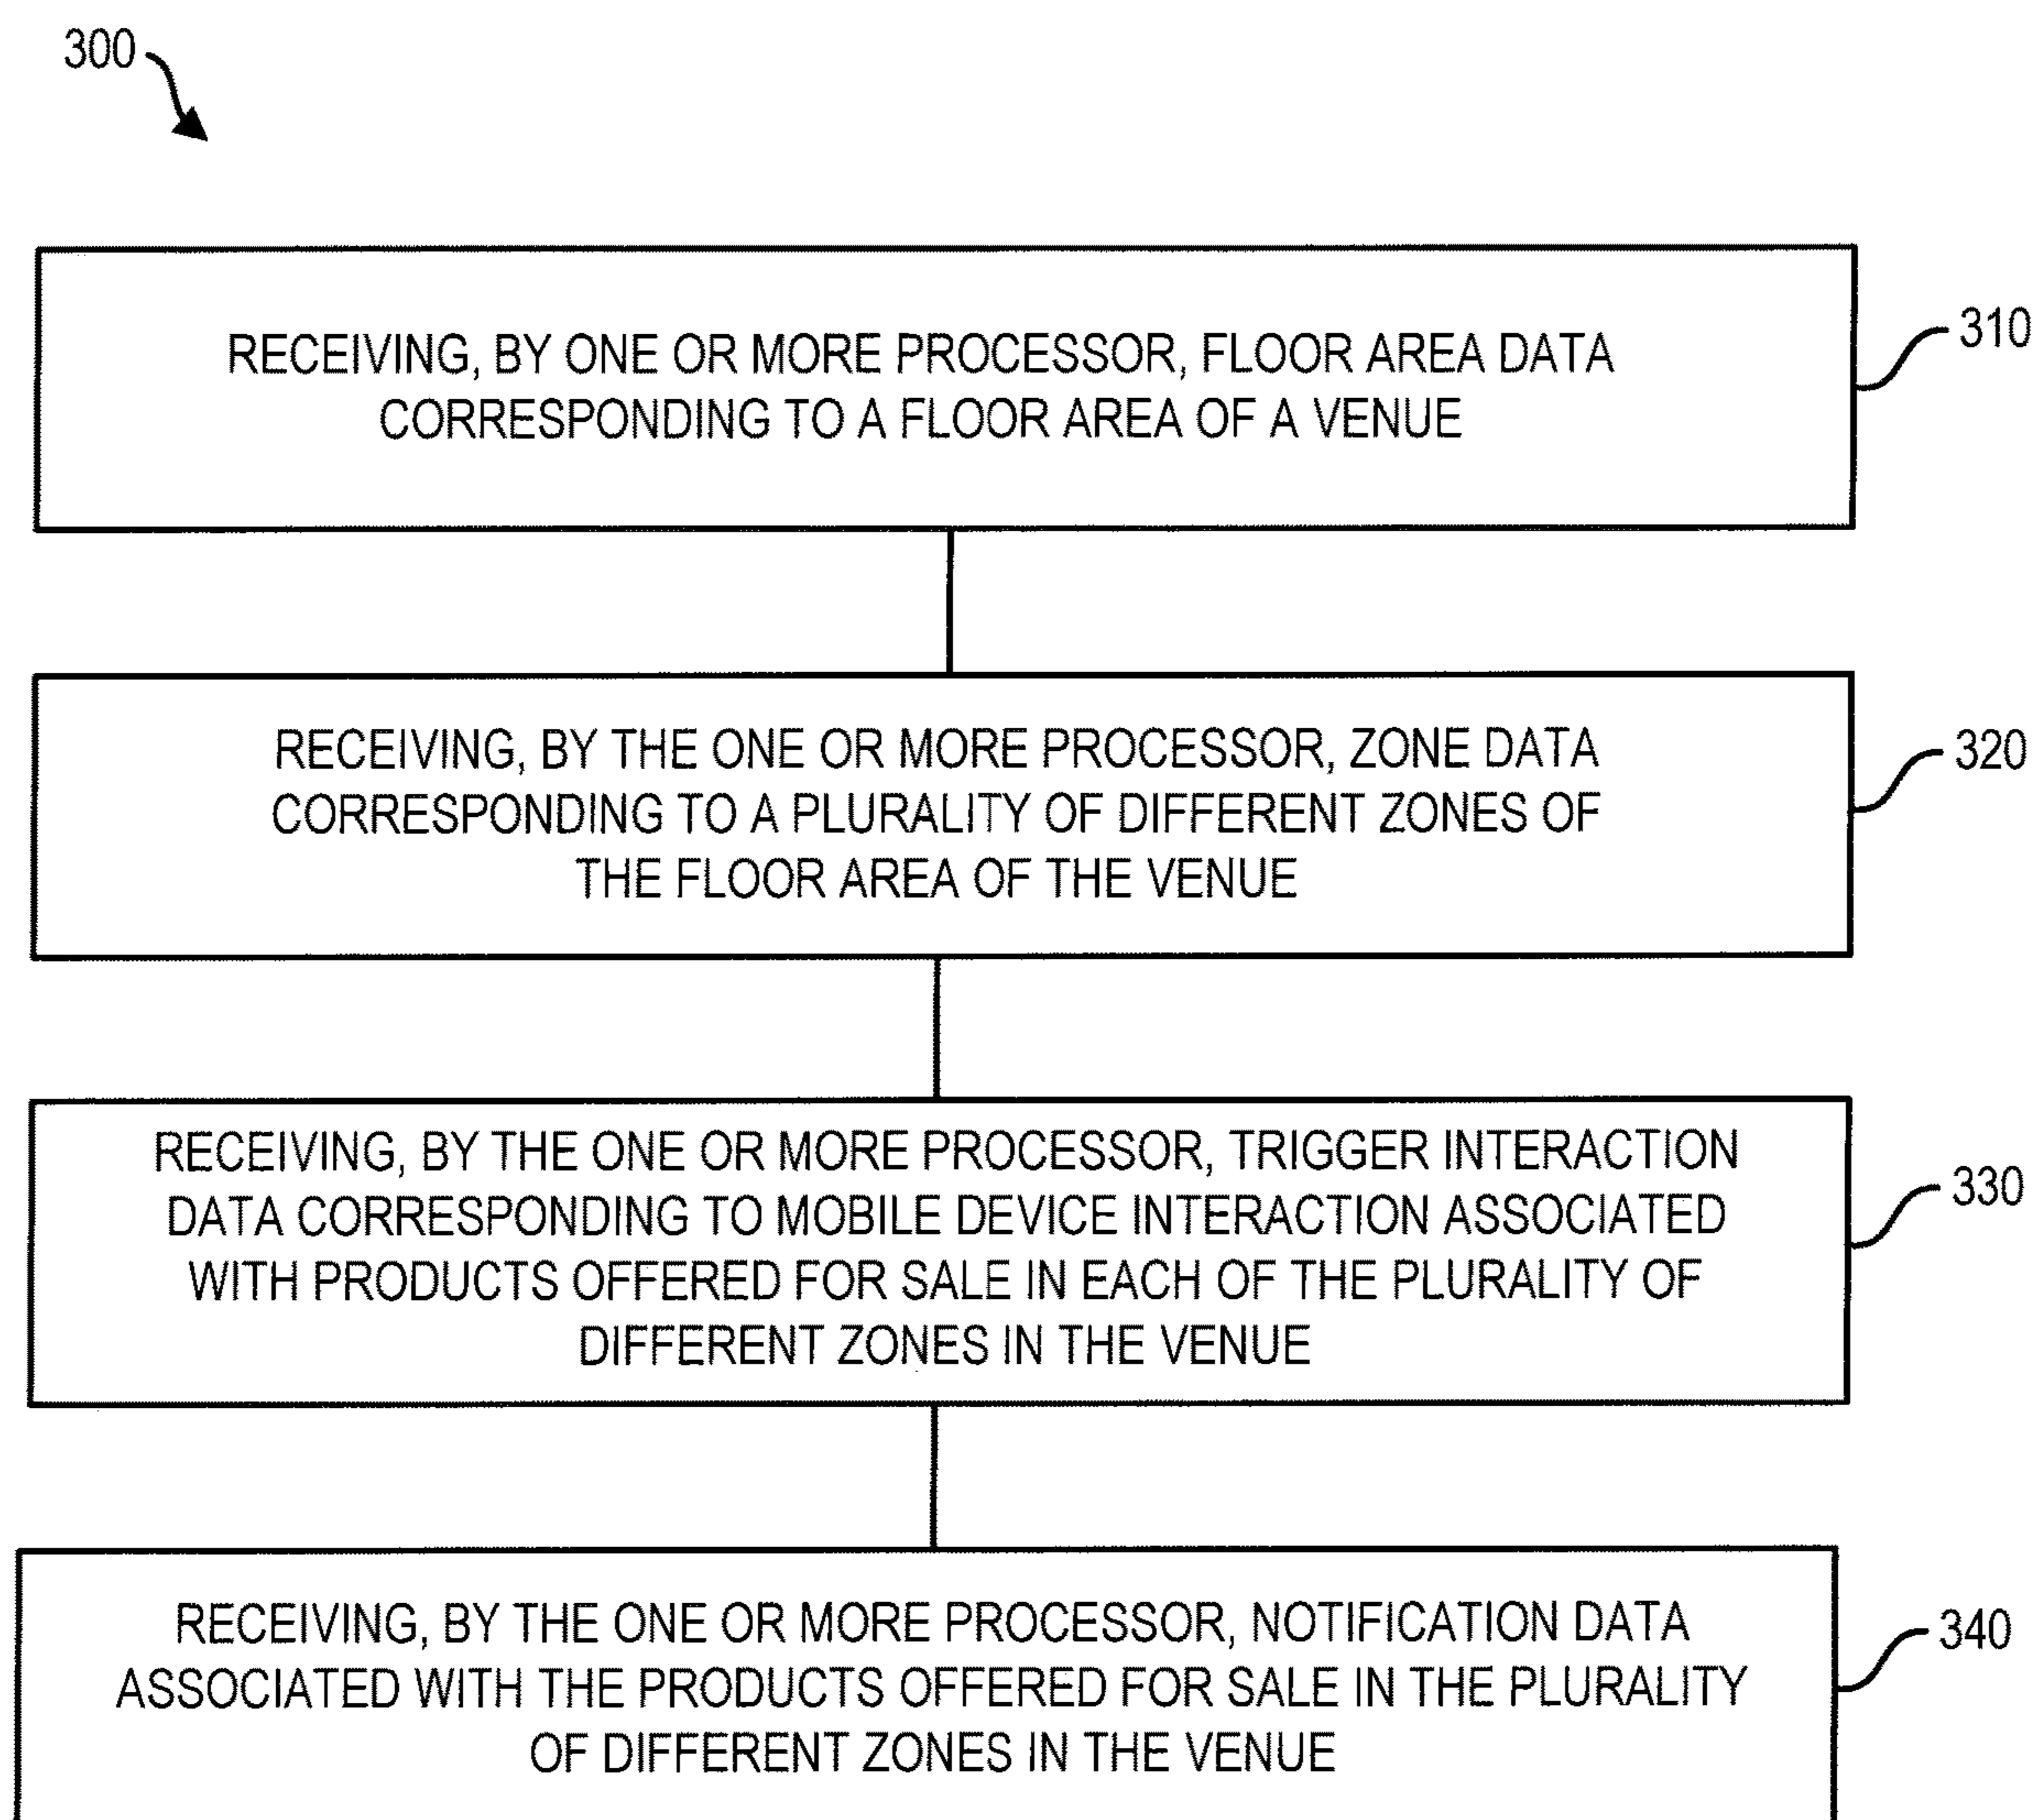 300
RECEIVING, BY ONE OR MORE PROCESSOR, FLOOR AREA DATA
CORRESPONDING TO A FLOOR AREA OF A VENUE
310
RECEIVING, BY THE ONE OR MORE PROCESSOR, ZONE DATA
CORRESPONDING TO A PLURALITY OF DIFFERENT ZONES OF
THE FLOOR AREA OF THE VENUE
320
RECEIVING, BY THE ONE OR MORE PROCESSOR, TRIGGER INTERACTION
DATA CORRESPONDING TO MOBILE DEVICE INTERACTION ASSOCIATED
WITH PRODUCTS OFFERED FOR SALE IN EACH OF THE PLURALITY OF
DIFFERENT ZONES IN THE VENUE
330
RECEIVING, BY THE ONE OR MORE PROCESSOR, NOTIFICATION DATA
ASSOCIATED WITH THE PRODUCTS OFFERED FOR SALE IN THE PLURALITY
OF DIFFERENT ZONES IN THE VENUE
340